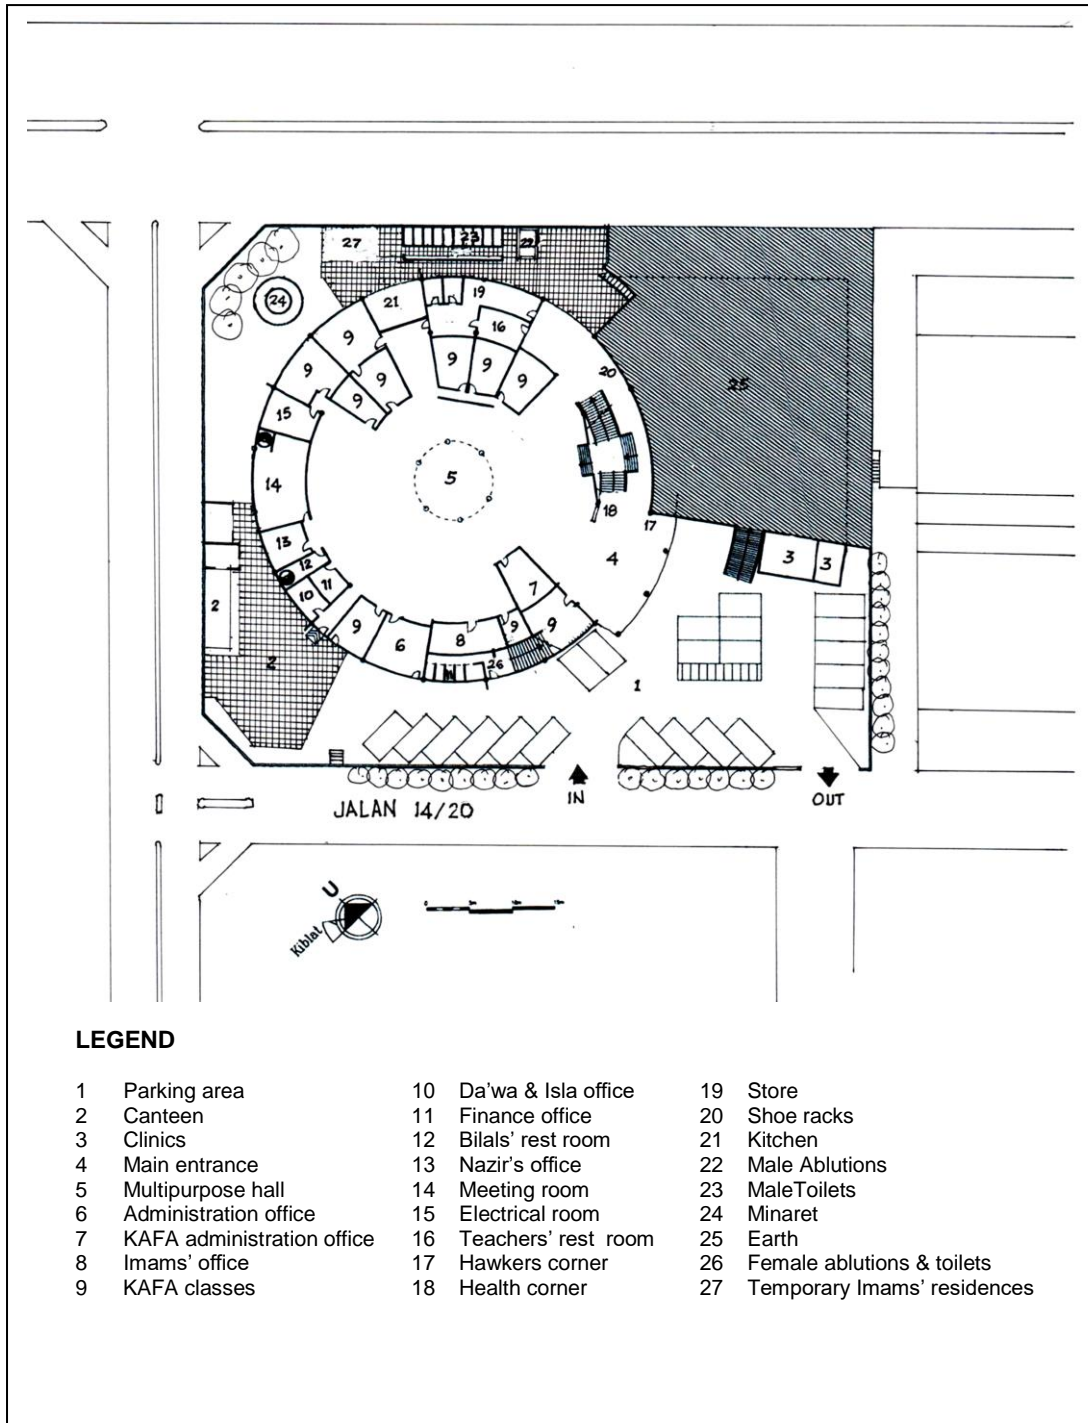 27
23
22
24
21
19
9
16
9
9
9
20
9
9
9
25
15
5
14
18
17
13
4
3
3
12
11
7
10
2
9
9
9
6
8
26
2
1
IN
OUT
JALAN 14/20
U
Kiblat
0 5m 10m 15m
LEGEND
1 Parking area
2 Canteen
3 Clinics
4 Main entrance
5 Multipurpose hall
6 Administration office
7 KAFA administration office
8 Imams' office
9 KAFA classes
10 Da'wa & Isla office
11 Finance office
12 Bilals' rest room
13 Nazir's office
14 Meeting room
15 Electrical room
16 Teachers' rest room
17 Hawkers corner
18 Health corner
19 Store
20 Shoe racks
21 Kitchen
22 Male Ablutions
23 MaleToilets
24 Minaret
25 Earth
26 Female ablutions & toilets
27 Temporary Imams' residences